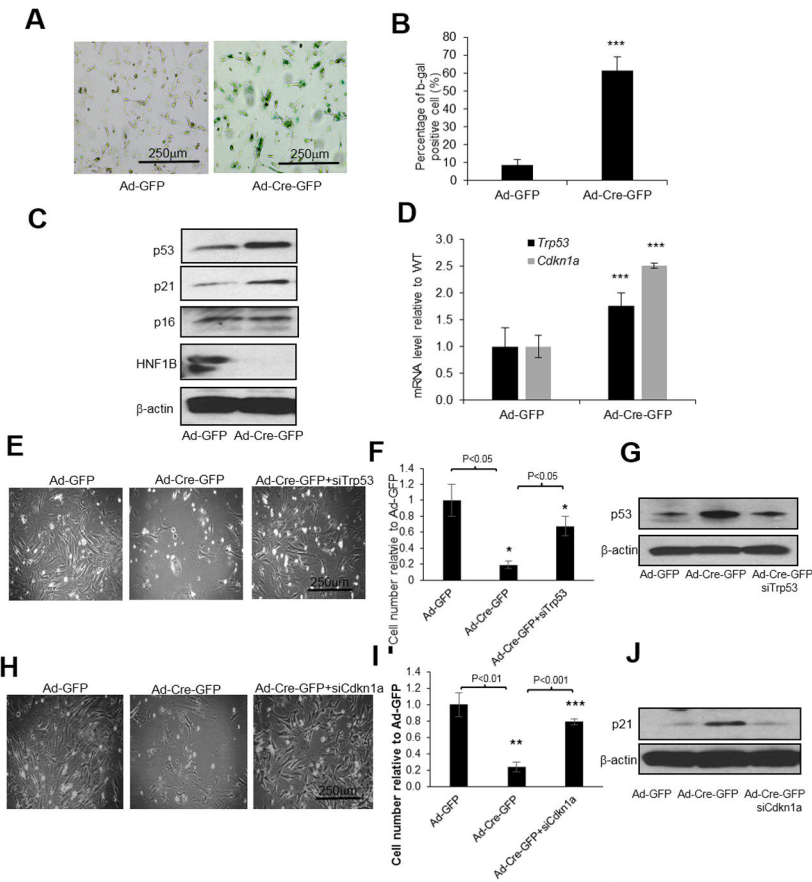 A
250µm
250µm
Ad-GFP
Ad-Cre-GFP
B
Percentage of b-gal
positive cell (%)
80
70
60
50
40
30
20
10
0
***
Ad-GFP
Ad-Cre-GFP
C
p53
p21
p16
HNF1B
β-actin
Ad-GFP Ad-Cre-GFP
D
mRNA level relative to WT
3.0
2.5
2.0
1.5
1.0
0.5
0.0
Trp53
Cdkn1a
***
***
Ad-GFP
Ad-Cre-GFP
E
Ad-GFP
Ad-Cre-GFP
Ad-Cre-GFP+siTrp53
250µm
F
Cell number relatvie to Ad-GFP
1.4
1.2
1
0.8
0.6
0.4
0.2
0
P<0.05
P<0.05
*
*
Ad-GFP
Ad-Cre-GFP
Ad-Cre-GFP+siTrp53
G
p53
β-actin
Ad-GFP Ad-Cre-GFP Ad-Cre-GFP
siTrp53
H
Ad-GFP
Ad-Cre-GFP
Ad-Cre-GFP+siCdkn1a
250µm
I
Cell number relative to Ad-GFP
1.4
1.2
1.0
0.8
0.6
0.4
0.2
0.0
P<0.01
P<0.001
**
***
Ad-GFP
Ad-Cre-GFP
Ad-Cre-GFP+siCdkn1a
J
p21
β-actin
Ad-GFP Ad-Cre-GFP Ad-Cre-GFP
siCdkn1a